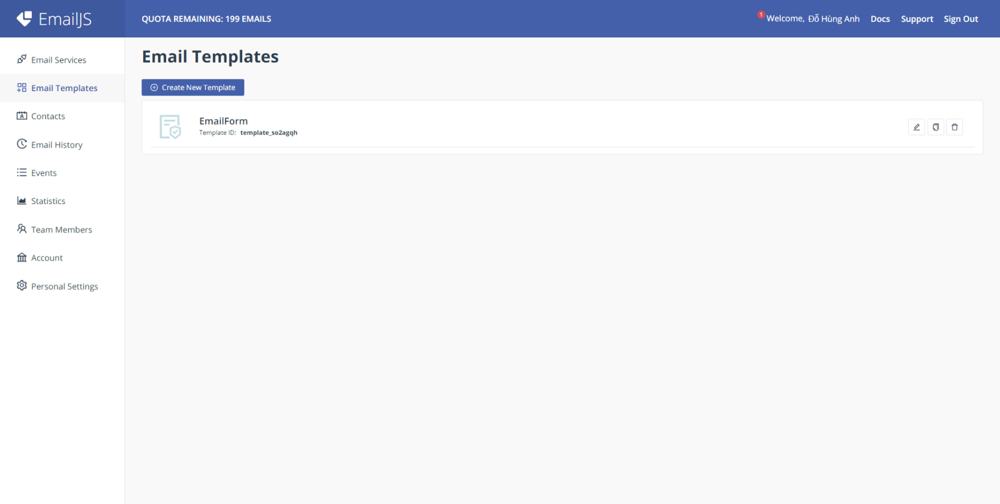 EmailJS
QUOTA REMAINING: 199 EMAILS
1
Welcome, Đỗ Hùng Anh
Docs
Support
Sign Out
Email Services
Email Templates
Contacts
Email History
Events
Statistics
Team Members
Account
Personal Settings
Email Templates
Create New Template
EmailForm
Template ID: template_so2agqh